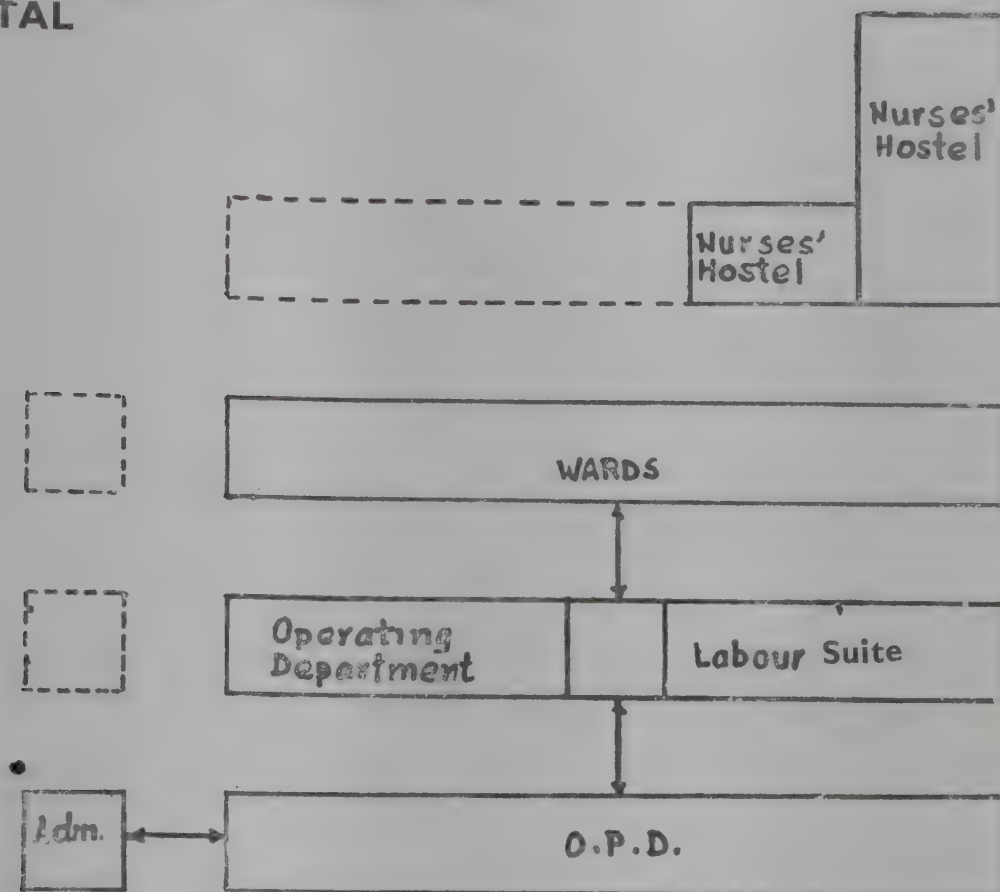 TAL
Nurses'
Hostel
Nurses'
Hostel
WARDS
Operating
Department
Labour Suite
Adm.
O.P.D.